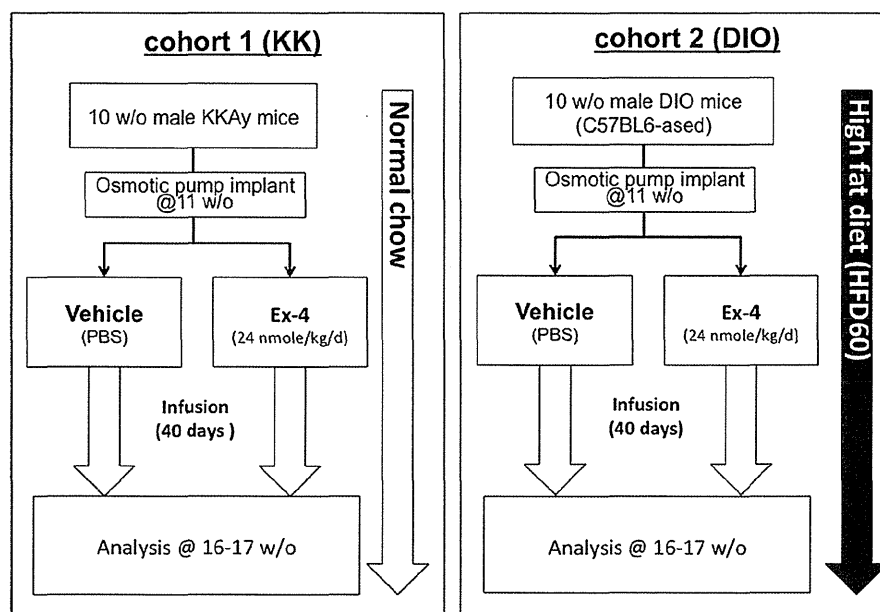 cohort 1 (KK)
10 w/o male KKAy mice
Osmotic pump implant
@11 w/o
Vehicle
(PBS)
Ex-4
(24 nmole/kg/d)
Infusion
(40 days )
Analysis @ 16-17 w/o
Normal chow
cohort 2 (DIO)
10 w/o male DIO mice
(C57BL6-ased)
Osmotic pump implant
@11 w/o
Vehicle
(PBS)
Ex-4
(24 nmole/kg/d)
Infusion
(40 days)
Analysis @ 16-17 w/o
High fat diet (HFD60)